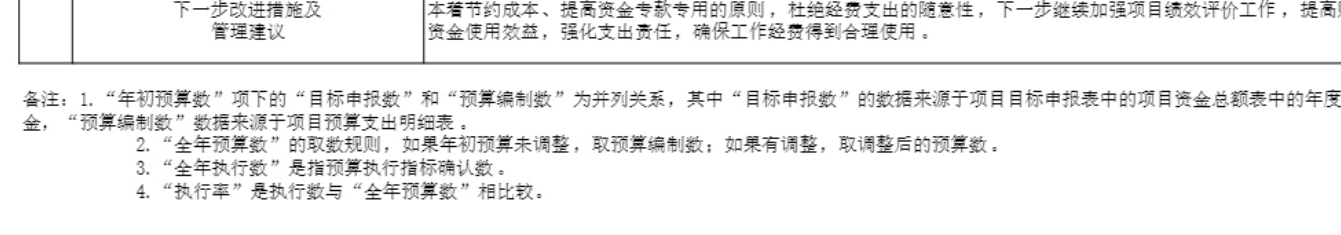 下一步改进措施及
管理建议
本着节约成本、提高资金专款专用的原则，杜绝经费支出的随意性，下一步继续加强项目绩效评价工作，提高
资金使用效益，强化支出责任，确保工作经费得到合理使用。
备注：1.“年初预算数”项下的“目标申报数”和“预算编制数”为并列关系，其中“目标申报数”的数据来源于项目目标申报表中的项目资金总额表中的年度
金，“预算编制数”数据来源于项目预算支出明细表。
2.“全年预算数”的取数规则，如果年初预算未调整，取预算编制数；如果有调整，取调整后的预算数。
3.“全年执行数”是指预算执行指标确认数。
4.“执行率”是执行数与“全年预算数”相比较。